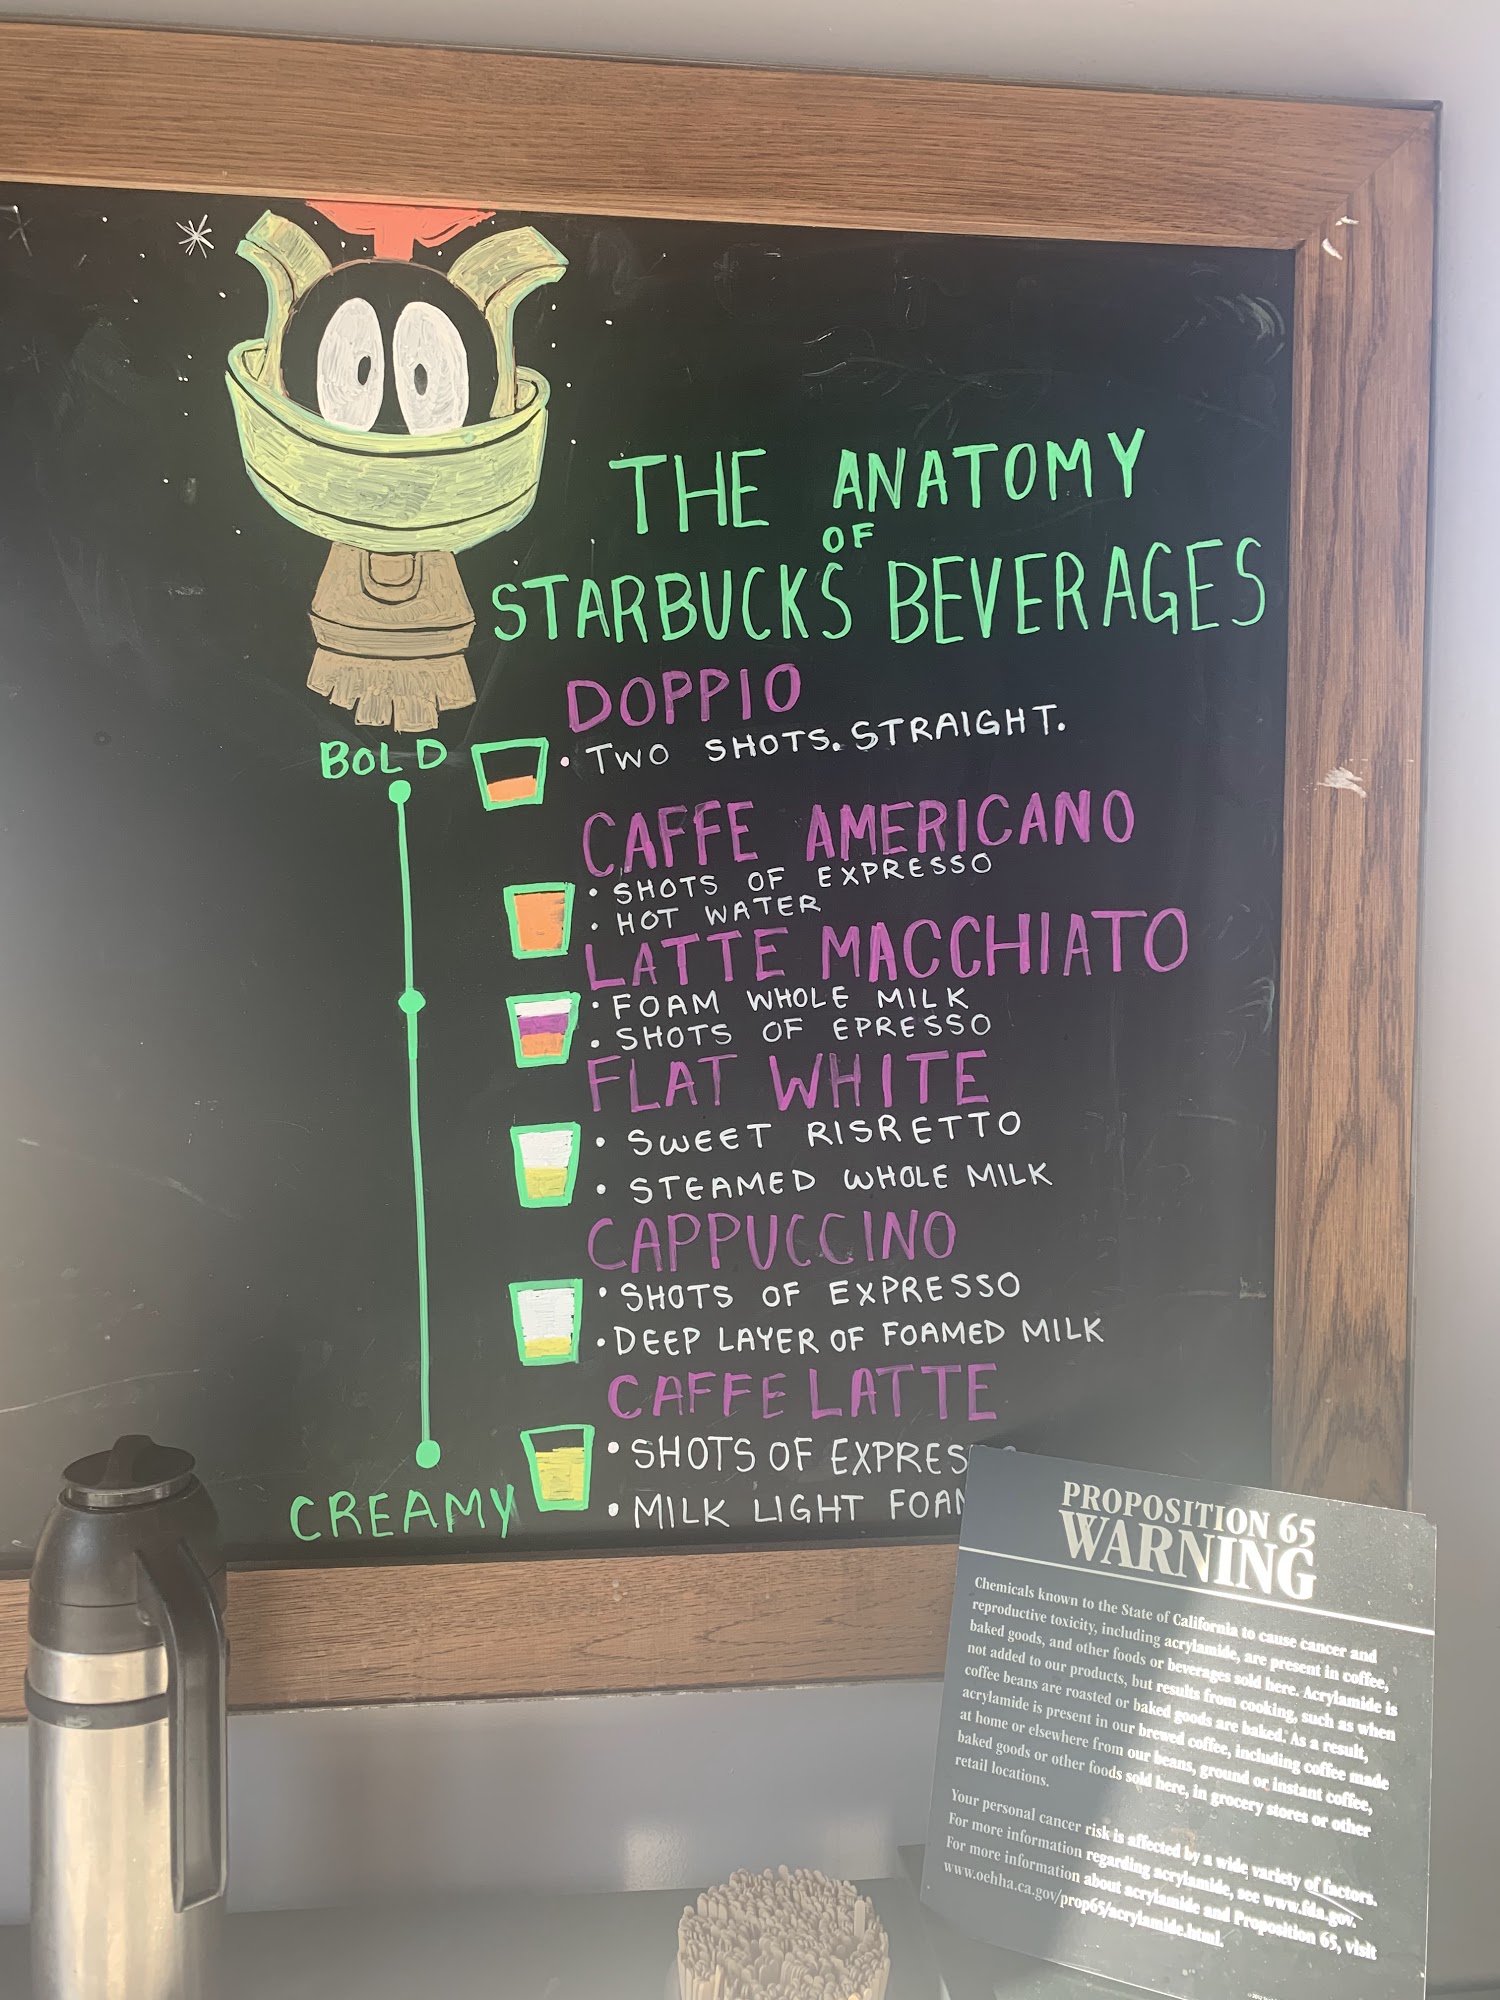 THE ANATOMY
OF
STARBUCKS BEVERAGES
DOPPIO
BOLD
• TWO SHOTS. STRAIGHT.
CAFFE AMERICANO
• SHOTS OF EXPRESSO
• HOT WATER
LATTE MACCHIATO
• FOAM WHOLE MILK
• SHOTS OF EPRESSO
FLAT WHITE
• SWEET RISRETTO
• STEAMED WHOLE MILK
CAPPUCCINO
• SHOTS OF EXPRESSO
• DEEP LAYER OF FOAMED MILK
CAFFE LATTE
• SHOTS OF EXPRES
• MILK LIGHT FOAM
CREAMY
PROPOSITION 65
WARNING
Chemicals known to the State of California to cause cancer and
reproductive toxicity, including acrylamide, are present in coffee,
baked goods, and other foods or beverages sold here. Acrylamide is
not added to our products, but results from cooking, such as when
coffee beans are roasted or baked goods are baked. As a result,
acrylamide is present in our brewed coffee, including coffee made
at home or elsewhere from our beans, ground or instant coffee,
baked goods or other foods sold here, in grocery stores or other
retail locations.
Your personal cancer risk is affected by a wide variety of factors.
For more information regarding acrylamide, see www.fda.gov.
For more information about acrylamide and Proposition 65, visit
www.oehha.ca.gov/prop65/acrylamide.html.